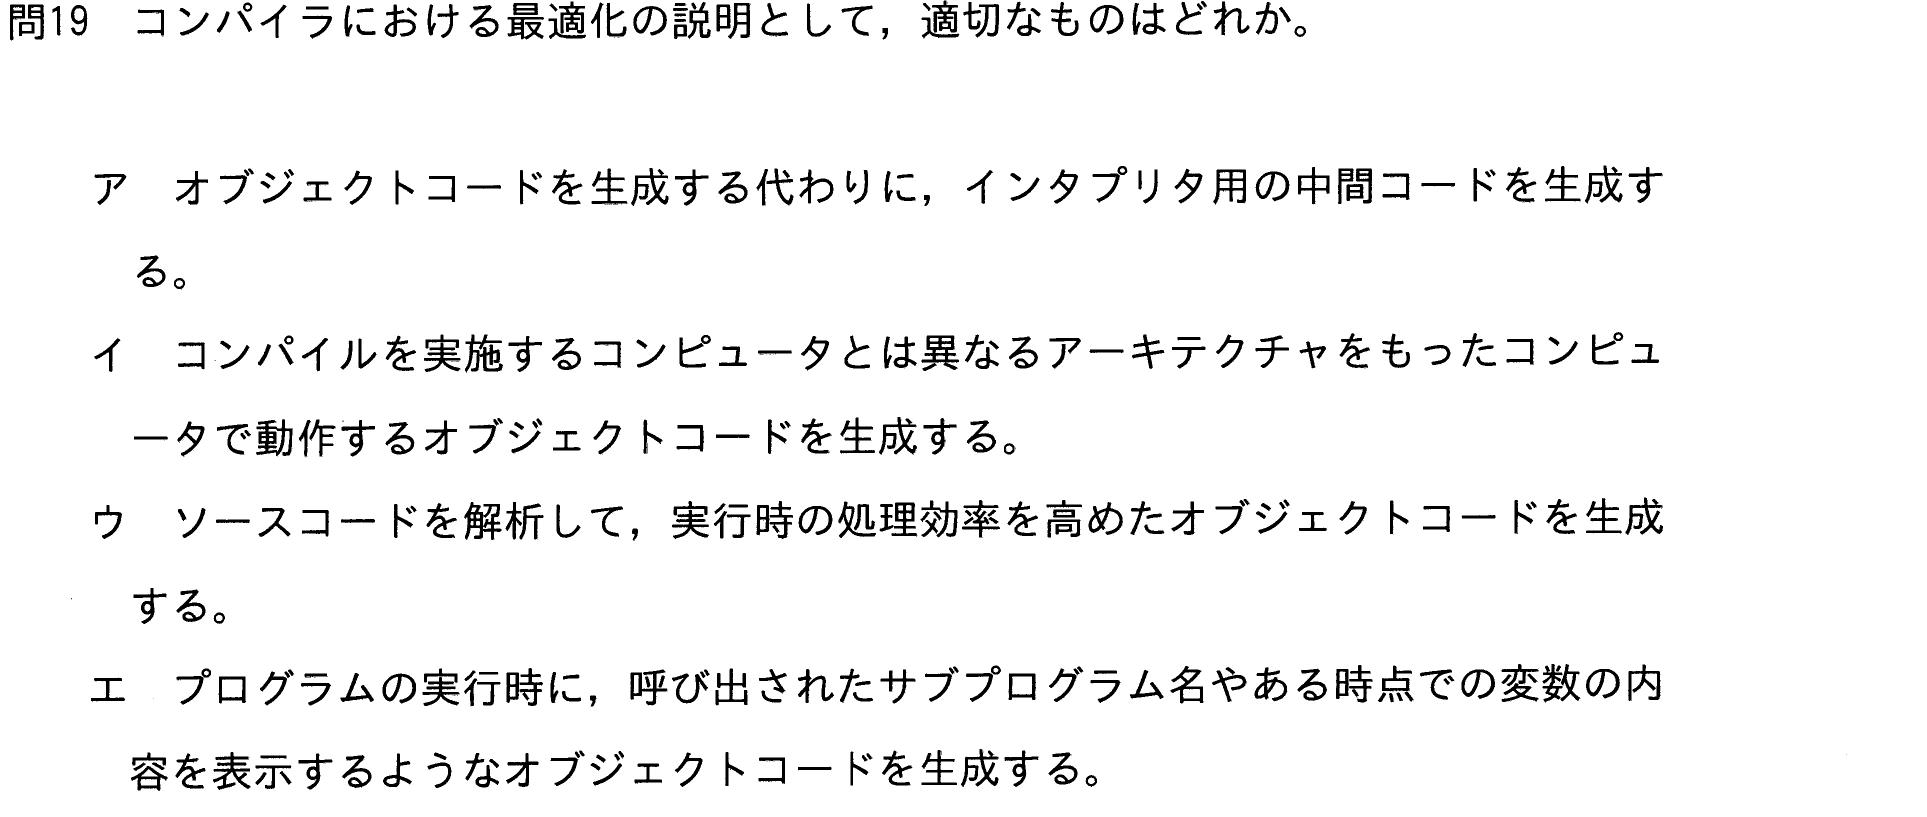 問19 コンパイラにおける最適化の説明として，適切なものはどれか。
ア オブジェクトコードを生成する代わりに，インタプリタ用の中間コードを生成す
る。
イ コンパイルを実施するコンピュータとは異なるアーキテクチャをもったコンピュ
ータで動作するオブジェクトコードを生成する。
ウ ソースコードを解析して，実行時の処理効率を高めたオブジェクトコードを生成
する。
エ プログラムの実行時に，呼び出されたサブプログラム名やある時点での変数の内
容を表示するようなオブジェクトコードを生成する。